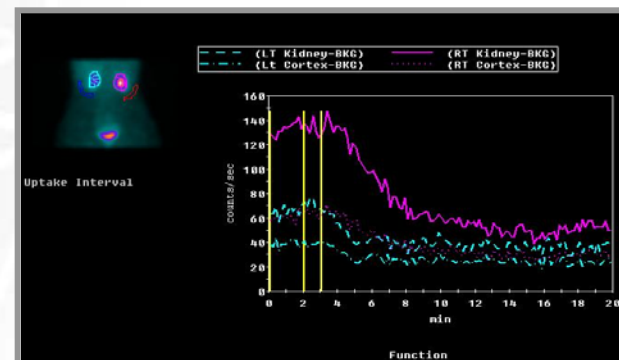 (LT Kidney-BKG) (RT Kidney-BKG)
(Lt Cortex-BKG) (RT Cortex-BKG)
Uptake Interval
counts/sec
160
140
120
100
80
60
40
20
0
0 2 4 6 8 10 12 14 16 18 20
min
Function